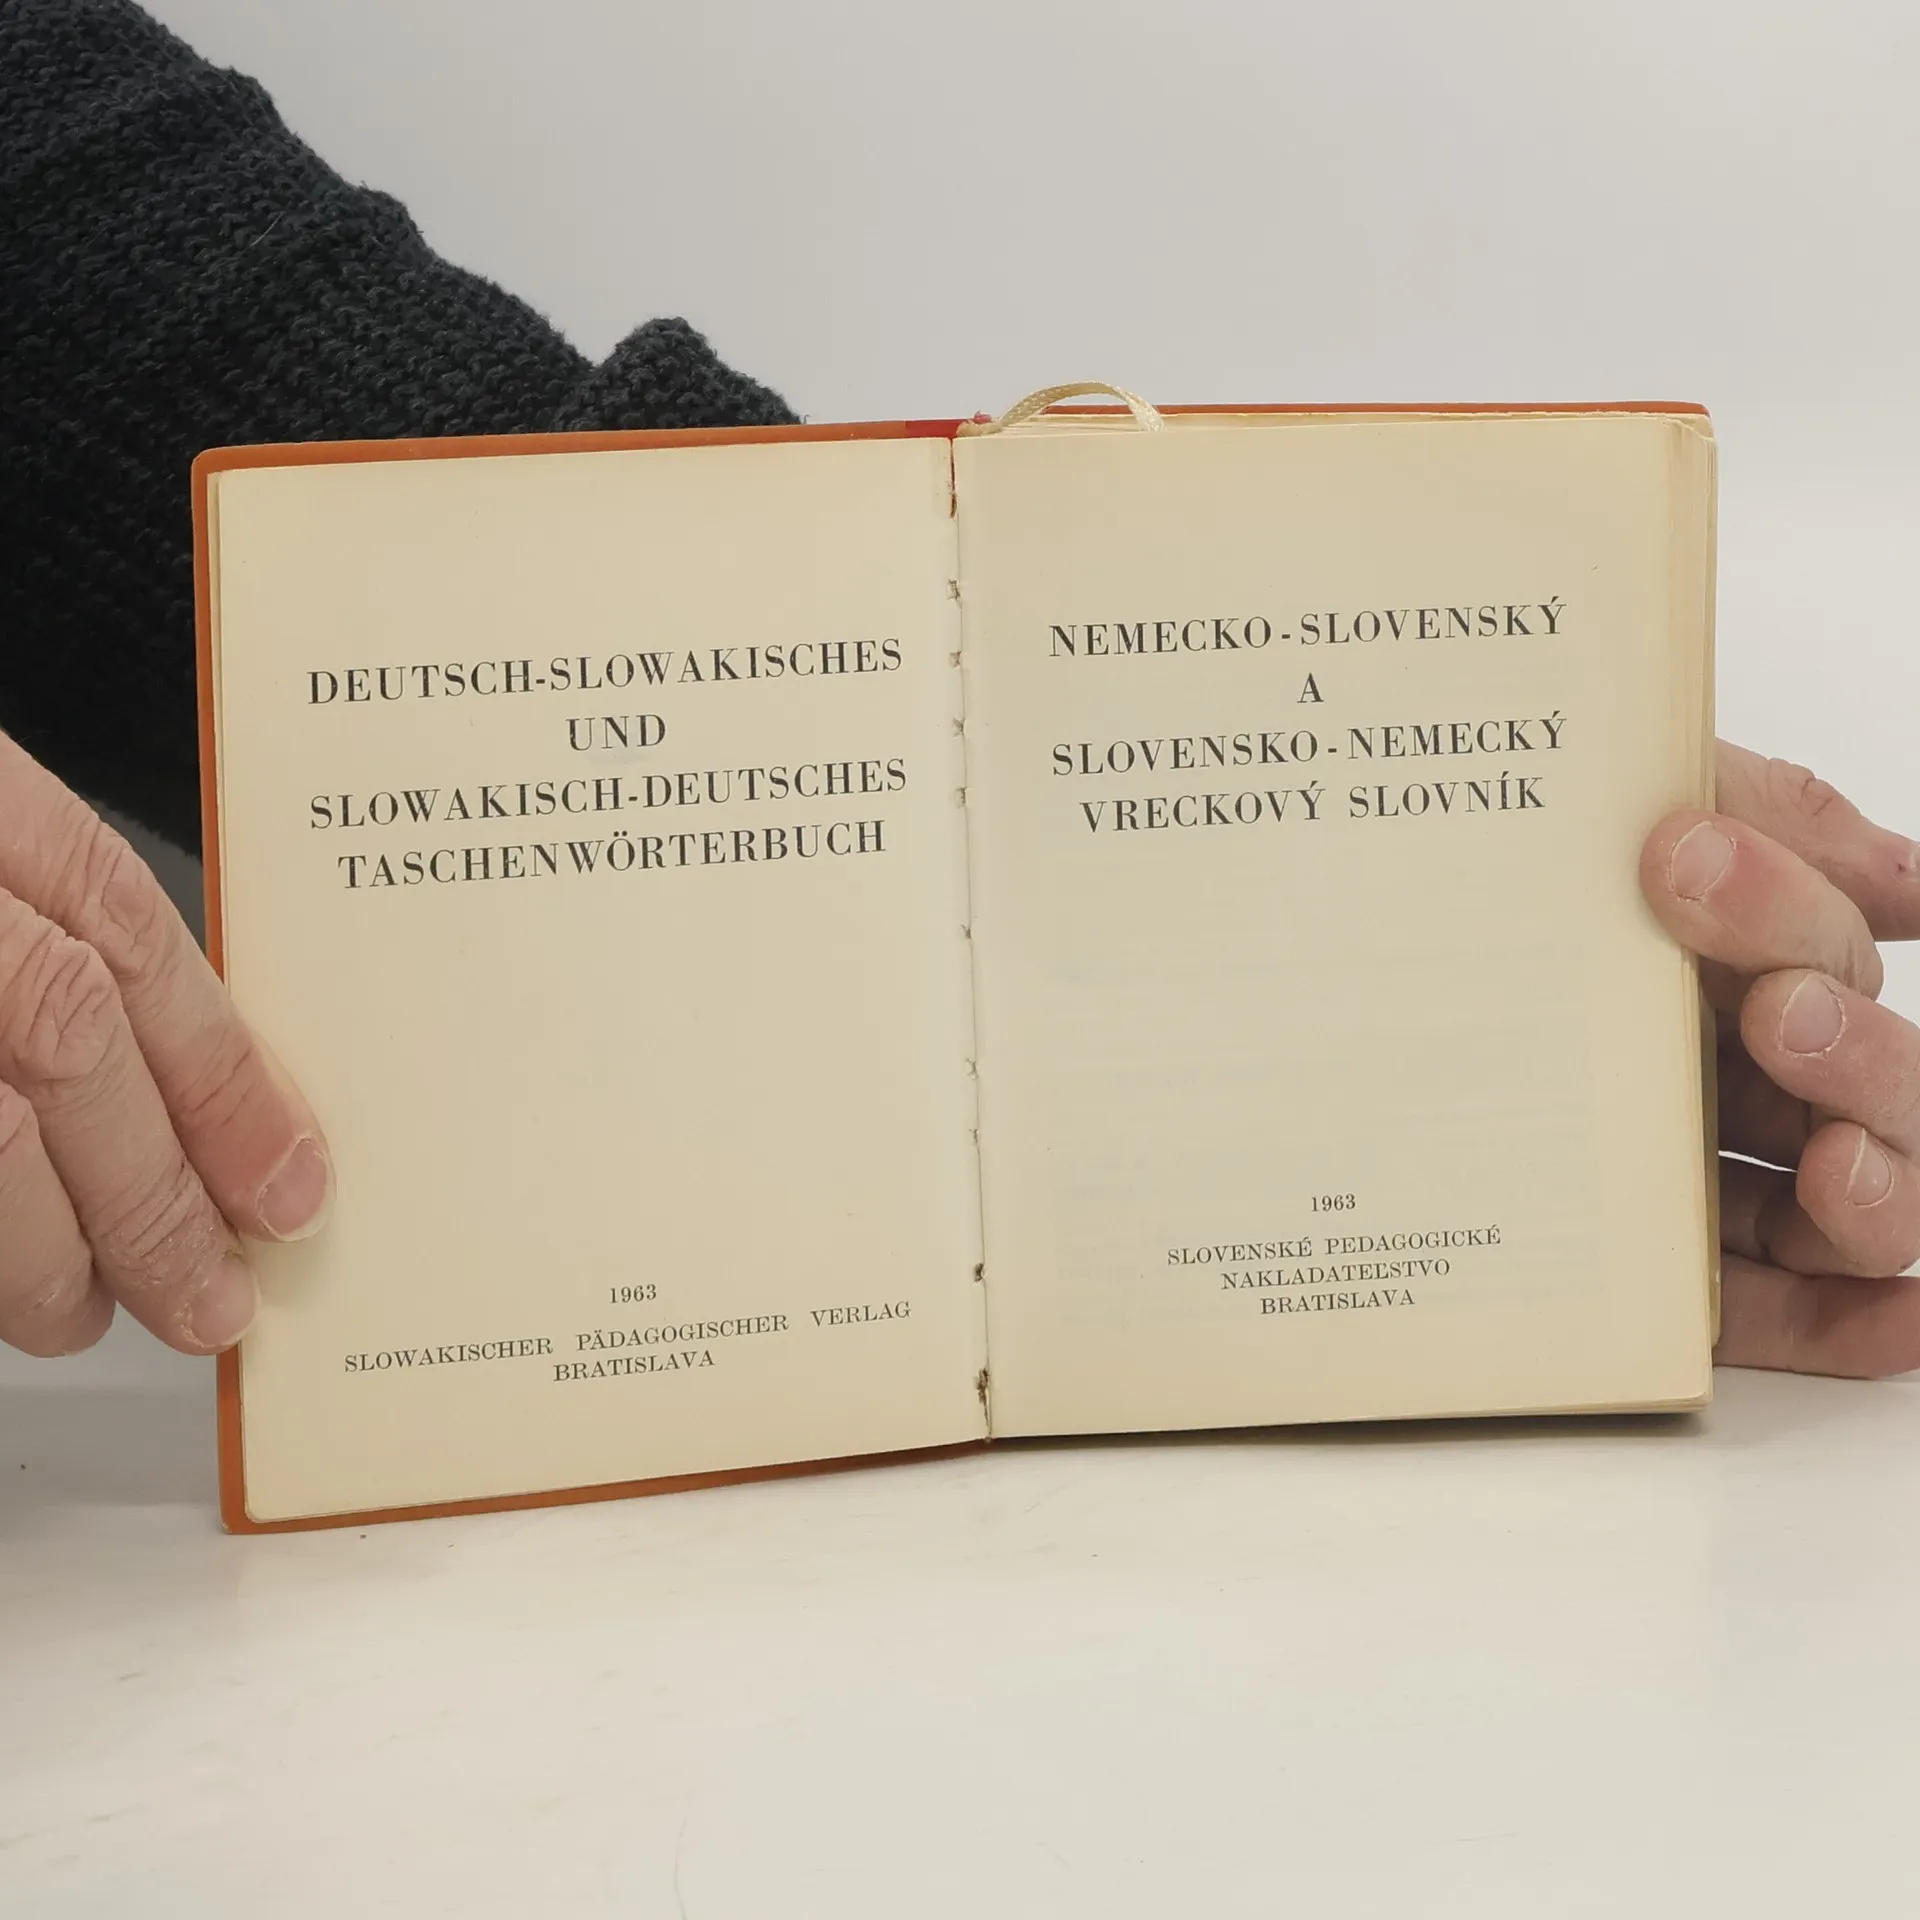 DEUTSCH-SLOWAKISCHES
UND
SLOWAKISCH-DEUTSCHES
TASCHENWÖRTERBUCH
1963
SLOWAKISCHER PÄDAGOGISCHER VERLAG
BRATISLAVA
NEMECKO-SLOVENSKÝ
A
SLOVENSKO-NEMECKÝ
VRECKOVÝ SLOVNÍK
1963
SLOVENSKÉ PEDAGOGICKÉ
NAKLADATEĽSTVO
BRATISLAVA